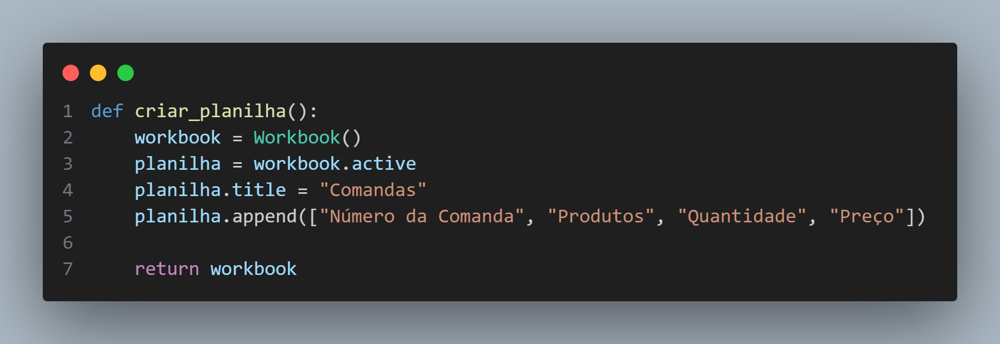 1 def criar_planilha():
2     workbook = Workbook()
3     planilha = workbook.active
4     planilha.title = "Comandas"
5     planilha.append(["Número da Comanda", "Produtos", "Quantidade", "Preço"])
6
7     return workbook